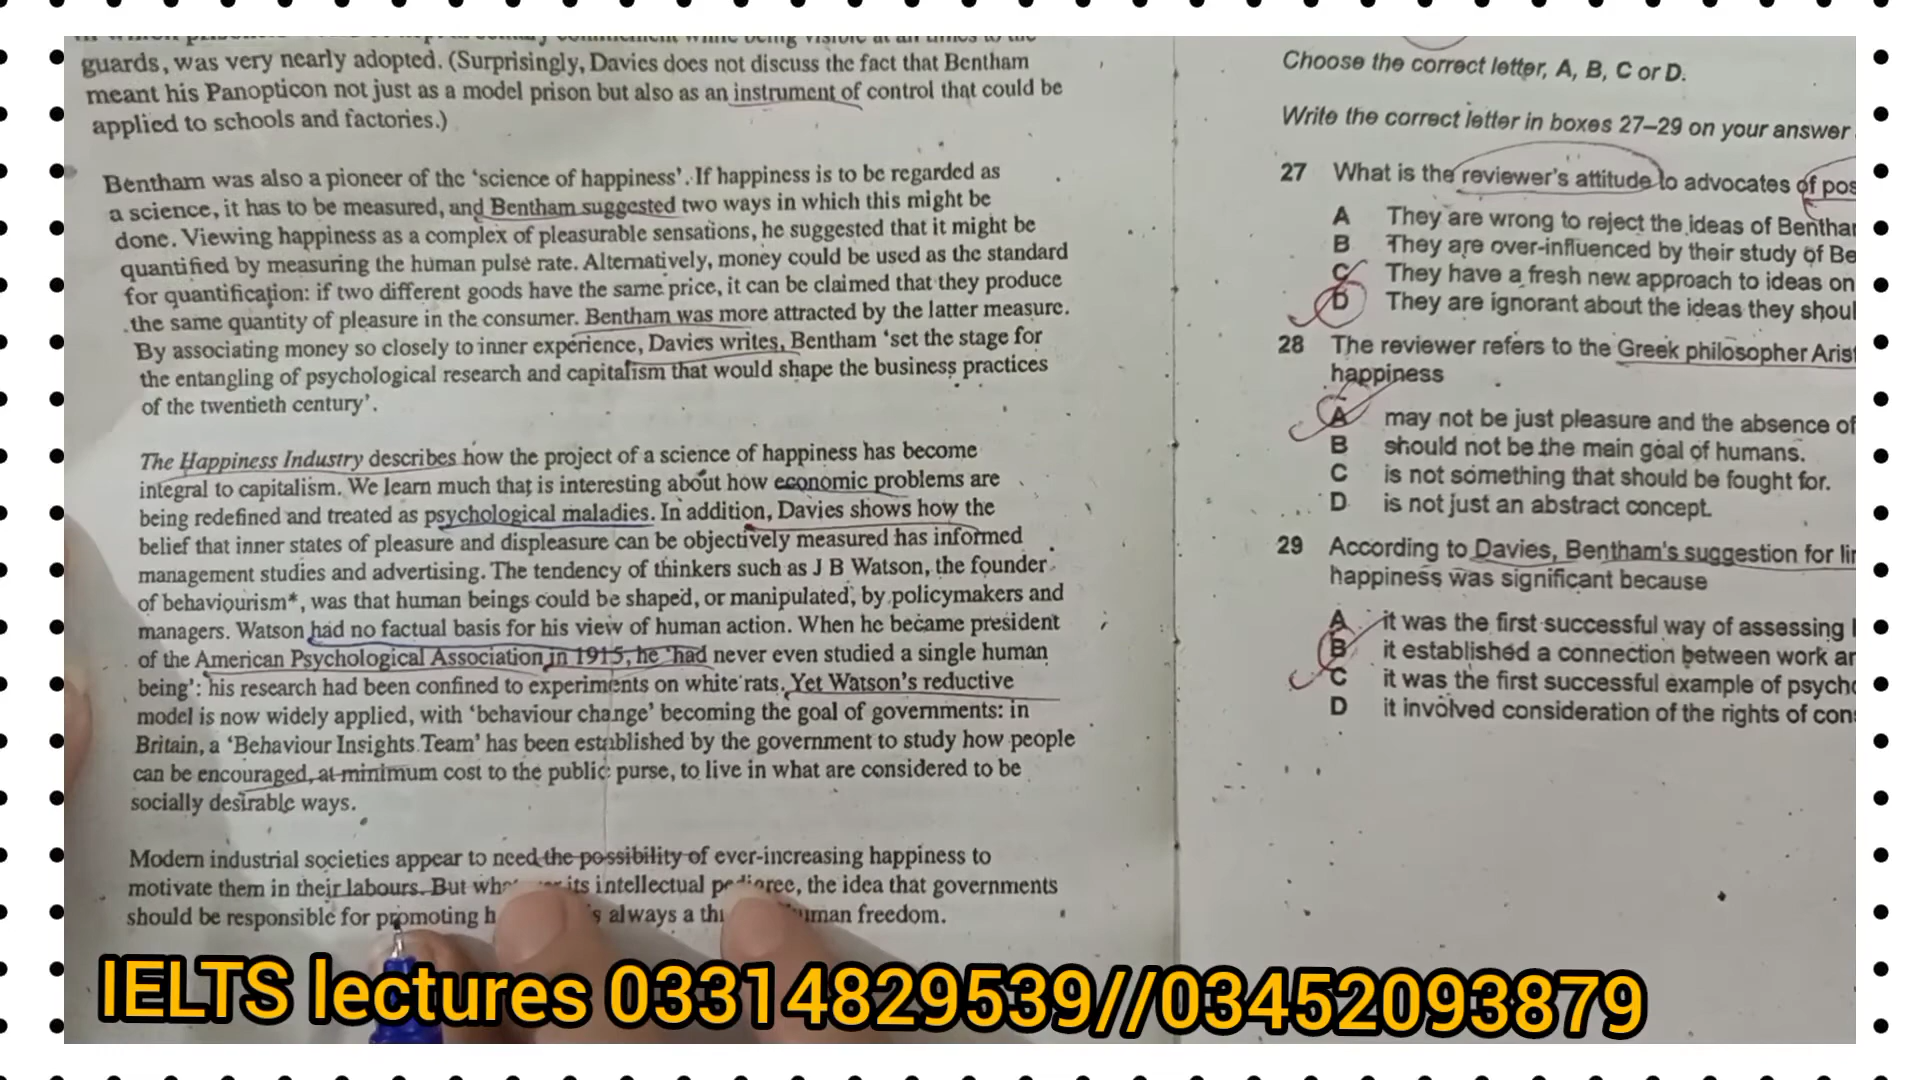 guards, was very nearly adopted. (Surprisingly, Davies does not discuss the fact that Bentham
meant his Panopticon not just as a model prison but also as an instrument of control that could be
applied to schools and factories.)
Bentham was also a pioneer of the ‘science of happiness’. If happiness is to be regarded as
a science, it has to be measured, and Bentham suggested two ways in which this might be
done. Viewing happiness as a complex of pleasurable sensations, he suggested that it might be
quantified by measuring the human pulse rate. Alternatively, money could be used as the standard
for quantification: if two different goods have the same price, it can be claimed that they produce
the same quantity of pleasure in the consumer. Bentham was more attracted by the latter measure.
By associating money so closely to inner experience, Davies writes, Bentham ‘set the stage for
the entangling of psychological research and capitalism that would shape the business practices
of the twentieth century’.
The Happiness Industry describes how the project of a science of happiness has become
integral to capitalism. We learn much that is interesting about how economic problems are
being redefined and treated as psychological maladies. In addition, Davies shows how the
belief that inner states of pleasure and displeasure can be objectively measured has informed
management studies and advertising. The tendency of thinkers such as J B Watson, the founder
of behaviourism*, was that human beings could be shaped, or manipulated, by policymakers and
managers. Watson had no factual basis for his view of human action. When he became president
of the American Psychological Association in 1915, he ‘had never even studied a single human
being’: his research had been confined to experiments on white rats. Yet Watson’s reductive
model is now widely applied, with ‘behaviour change’ becoming the goal of governments: in
Britain, a ‘Behaviour Insights Team’ has been established by the government to study how people
can be encouraged, at minimum cost to the public purse, to live in what are considered to be
socially desirable ways.
Modern industrial societies appear to need the possibility of ever-increasing happiness to
motivate them in their labours. But its intellectual pedigree, the idea that governments
should be responsible for promoting always a human freedom.
Choose the correct letter, A, B, C or D.
Write the correct letter in boxes 27–29 on your answer
27 What is the reviewer’s attitude to advocates of
A They are wrong to reject the ideas of
B They are over-influenced by their study of
C They have a fresh new approach to ideas on
D They are ignorant about the ideas they
28 The reviewer refers to the Greek philosopher
happiness
A may not be just pleasure and the absence of
B should not be the main goal of humans.
C is not something that should be fought for.
D is not just an abstract concept.
29 According to Davies, Bentham’s suggestion for
happiness was significant because
A it was the first successful way of assessing
B it established a connection between work
C it was the first successful example of
D it involved consideration of the rights of
IELTS lectures 03314829539//03452093879